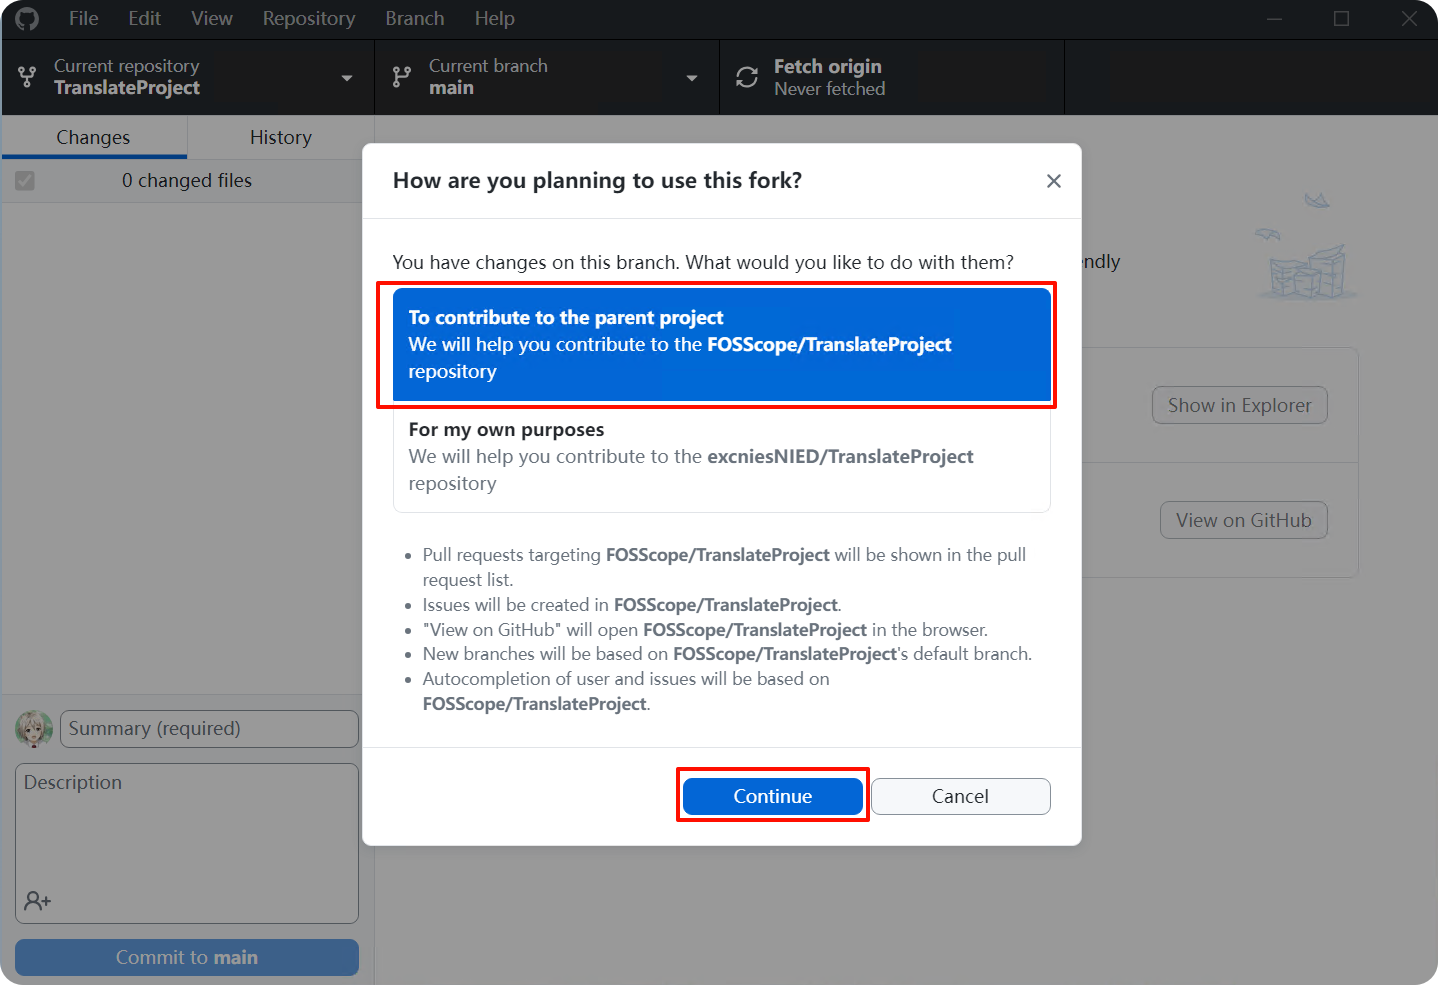 File Edit View Repository Branch Help
Current repository
TranslateProject
Current branch
main
Fetch origin
Never fetched
Changes
History
0 changed files
How are you planning to use this fork?
You have changes on this branch. What would you like to do with them?
To contribute to the parent project
We will help you contribute to the FOSScope/TranslateProject
repository
For my own purposes
We will help you contribute to the excniesNIED/TranslateProject
repository
Pull requests targeting FOSScope/TranslateProject will be shown in the pull
request list.
Issues will be created in FOSScope/TranslateProject.
"View on GitHub" will open FOSScope/TranslateProject in the browser.
New branches will be based on FOSScope/TranslateProject's default branch.
Autocompletion of user and issues will be based on
FOSScope/TranslateProject.
Continue
Cancel
ndly
Show in Explorer
View on GitHub
Summary (required)
Description
Commit to main